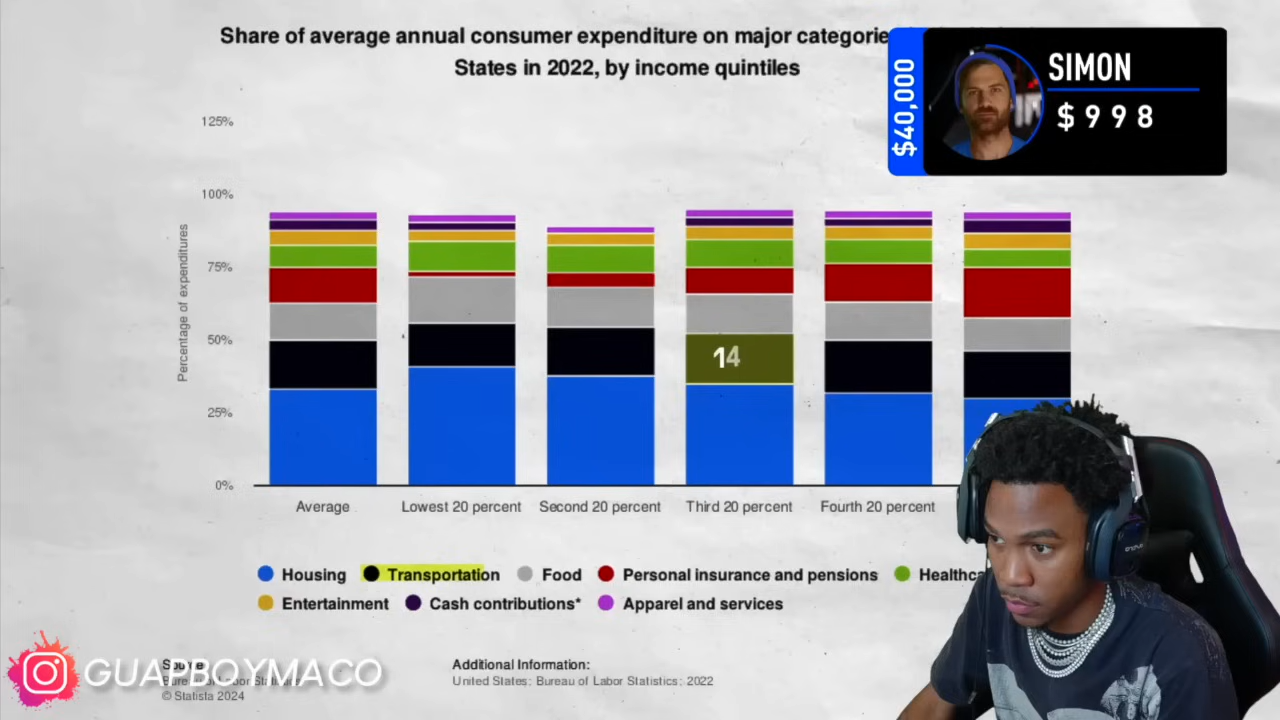 Share of average annual consumer expenditure on major categorie
States in 2022, by income quintiles
$40,000
SIMON
$998
125%
100%
75%
50%
25%
0%
Percentage of expenditures
14
Average
Lowest 20 percent
Second 20 percent
Third 20 percent
Fourth 20 percent
Housing
Transportation
Food
Personal insurance and pensions
Healthca
Entertainment
Cash contributions*
Apparel and services
GUAPBOYMACO
© Statista 2024
Additional Information:
United States; Bureau of Labor Statistics; 2022